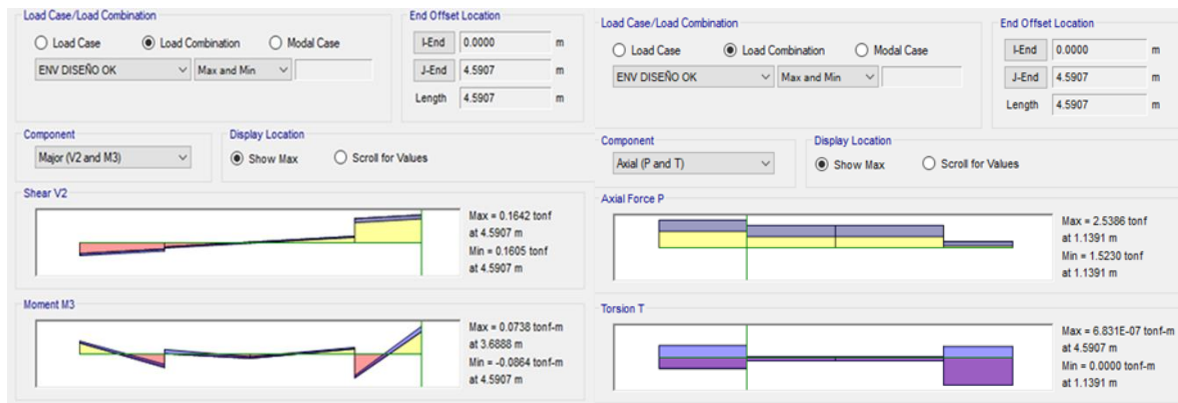 Load Case/Load Combination
Load Case Load Combination Modal Case
ENV DISEÑO OK Max and Min
End Offset Location
I-End 0.0000 m
J-End 4.5907 m
Length 4.5907 m
Component
Major (V2 and M3)
Display Location
Show Max Scroll for Values
Shear V2
Max = 0.1642 tonf
at 4.5907 m
Min = 0.1605 tonf
at 4.5907 m
Moment M3
Max = 0.0738 tonf-m
at 3.6888 m
Min = -0.0864 tonf-m
at 4.5907 m
Load Case/Load Combination
Load Case Load Combination Modal Case
ENV DISEÑO OK Max and Min
End Offset Location
I-End 0.0000 m
J-End 4.5907 m
Length 4.5907 m
Component
Axial (P and T)
Display Location
Show Max Scroll for Values
Axial Force P
Max = 2.5386 tonf
at 1.1391 m
Min = 1.5230 tonf
at 1.1391 m
Torsion T
Max = 6.831E-07 tonf-m
at 4.5907 m
Min = 0.0000 tonf-m
at 1.1391 m